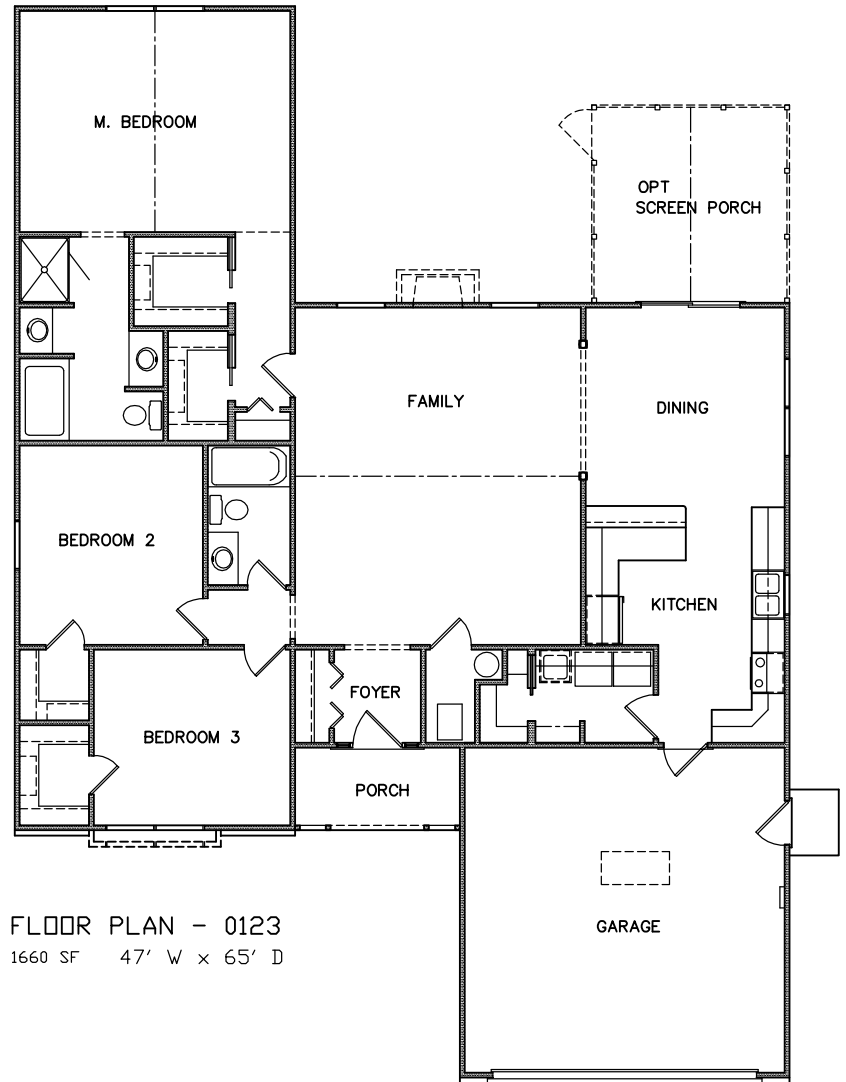 M. BEDROOM
OPT
SCREEN PORCH
FAMILY
DINING
BEDROOM 2
KITCHEN
FOYER
BEDROOM 3
PORCH
GARAGE
FLOOR PLAN - 0123
1660 SF 47' W x 65' D